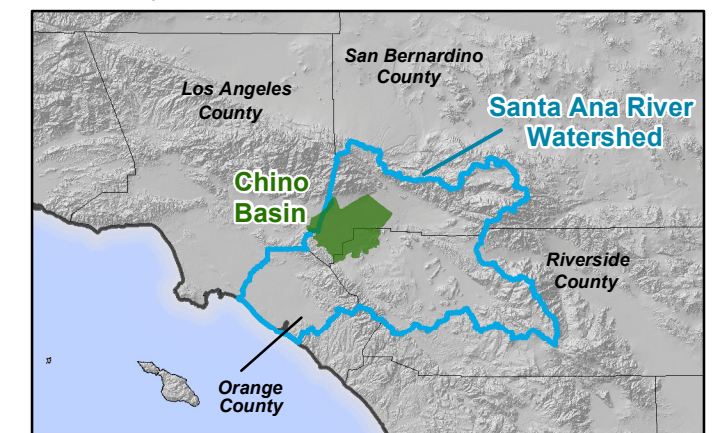 San Bernardino
County
Los Angeles
County
Santa Ana River
Watershed
Chino
Basin
Riverside
County
Orange
County